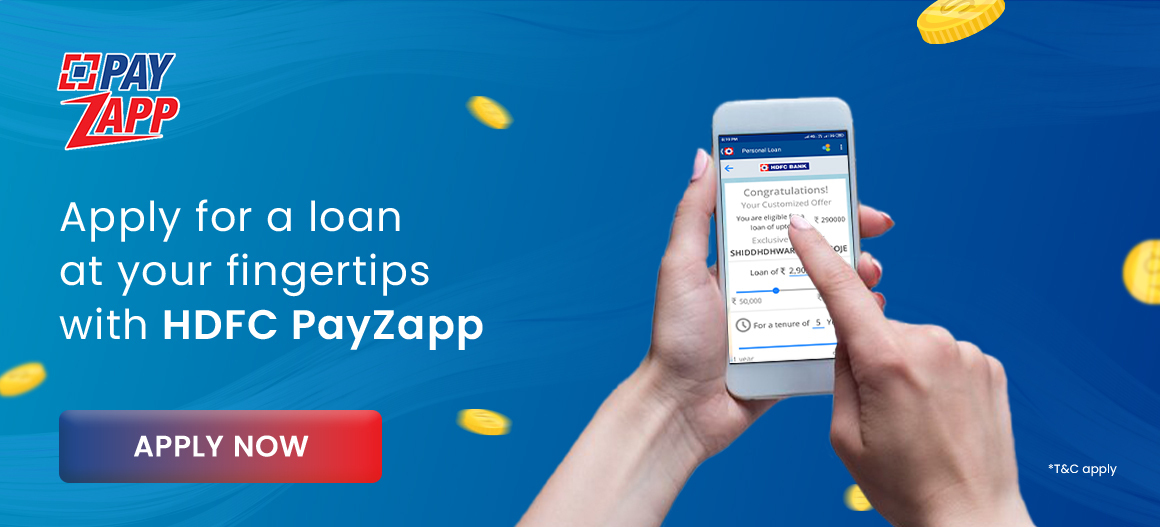 PAY
ZAPP
Apply for a loan
at your fingertips
with HDFC PayZapp
APPLY NOW
Personal Loan
HDFC BANK
Congratulations!
Your Customized Offer
You are eligible
loan of upto
₹ 290000
Exclusive
Loan of ₹ 2,90
₹ 50,000
For a tenure of 5
year
*T&C apply